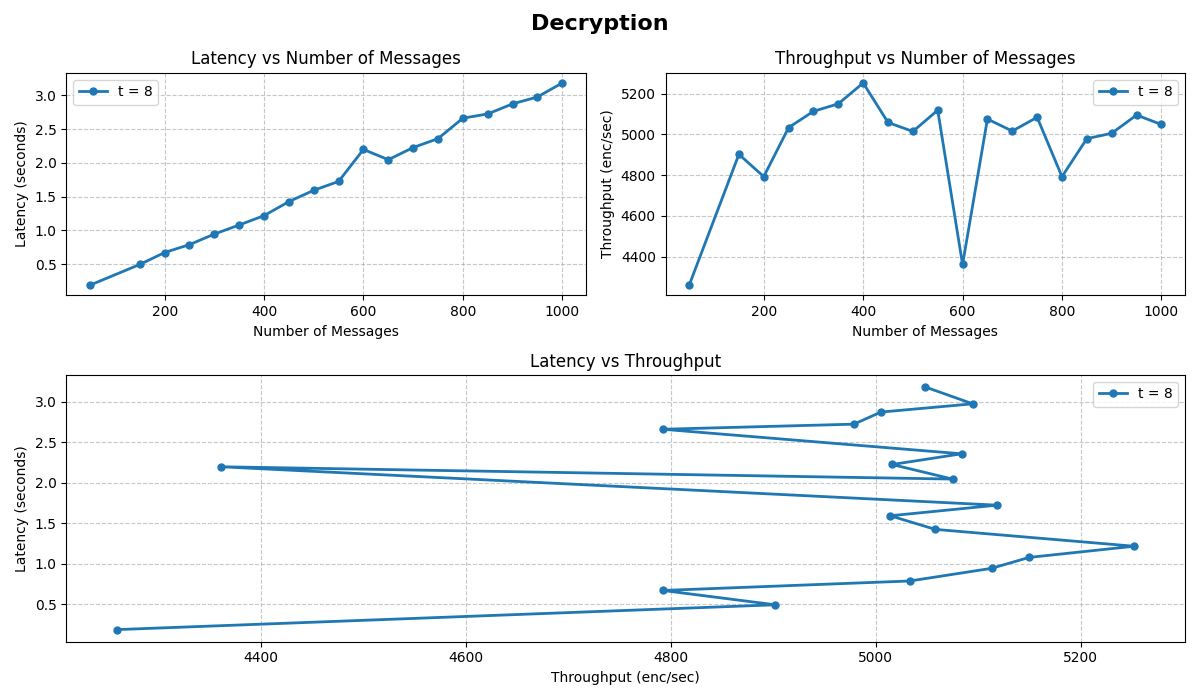 Decryption
Latency vs Number of Messages
t = 8
Latency (seconds)
3.0
2.5
2.0
1.5
1.0
0.5
200 400 600 800 1000
Number of Messages
Throughput vs Number of Messages
t = 8
Throughput (enc/sec)
5200
5000
4800
4600
4400
200 400 600 800 1000
Number of Messages
Latency vs Throughput
t = 8
Latency (seconds)
3.0
2.5
2.0
1.5
1.0
0.5
4400 4600 4800 5000 5200
Throughput (enc/sec)